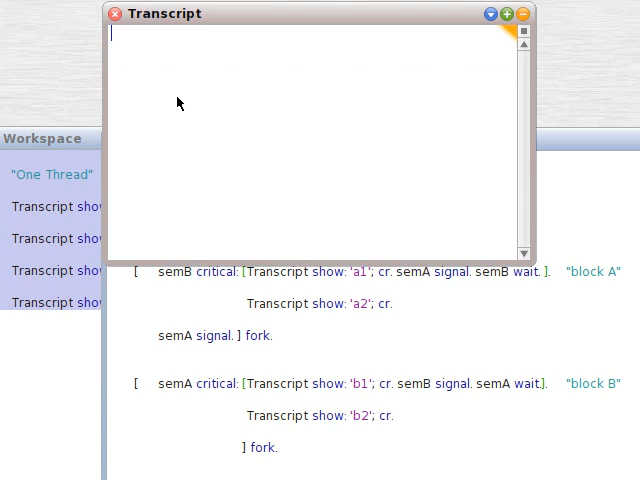 Transcript
Workspace
"One Thread"
Transcript
Transcript
Transcript
Transcript
[ semB critical: [Transcript show: 'a1'; cr. semA signal. semB wait. ]. "block A"
Transcript show: 'a2'; cr.
semA signal. ] fork.
[ semA critical: [Transcript show: 'b1'; cr. semB signal. semA wait]. "block B"
Transcript show: 'b2'; cr.
] fork.